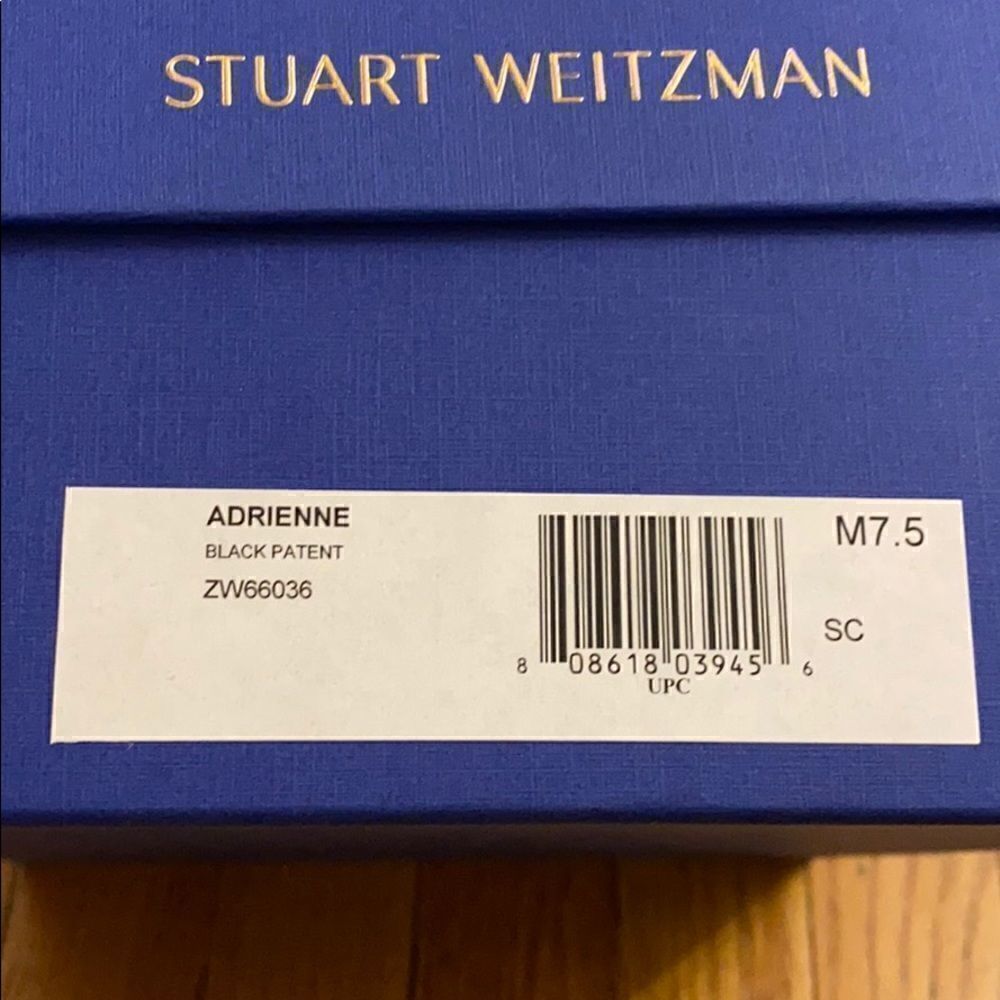 STUART WEITZMAN
ADRIENNE
BLACK PATENT
ZW66036
M7.5
SC
8 08618 03945 6
UPC